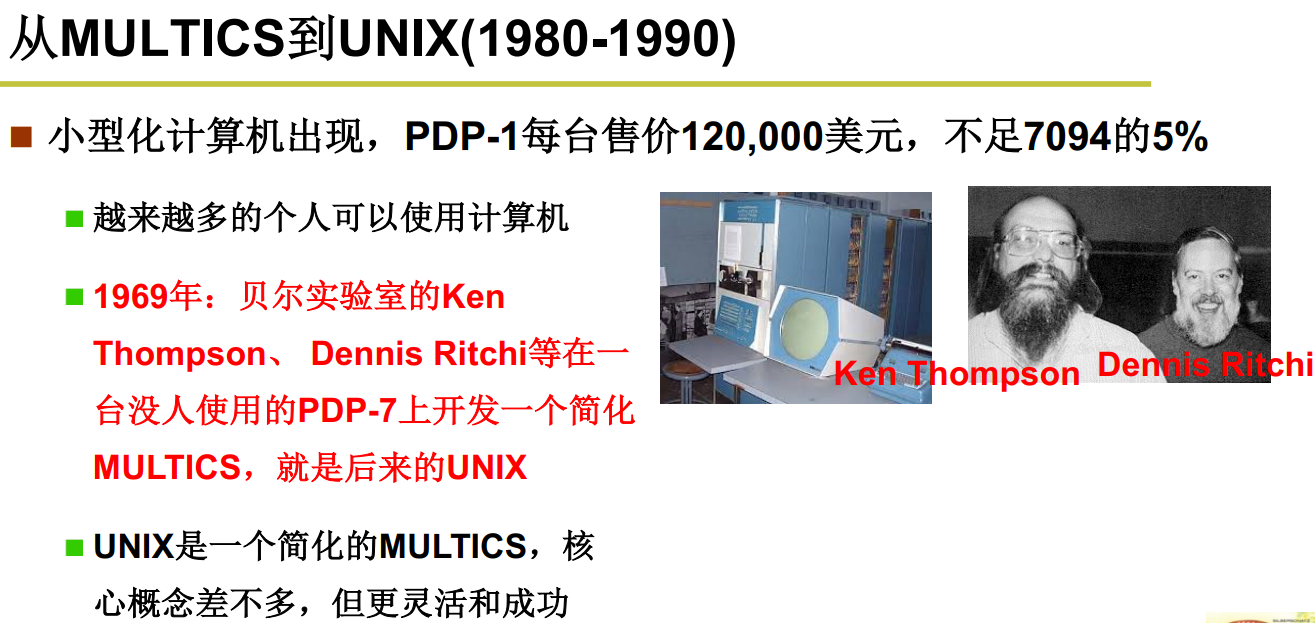 从MULTICS到UNIX(1980-1990)
小型化计算机出现，PDP-1每台售价120,000美元，不足7094的5%
越来越多的个人可以使用计算机
1969年：贝尔实验室的Ken
Thompson、 Dennis Ritchi等在一
台没人使用的PDP-7上开发一个简化
MULTICS，就是后来的UNIX
UNIX是一个简化的MULTICS，核
心概念差不多，但更灵活和成功
Ken Thompson
Dennis Ritchi